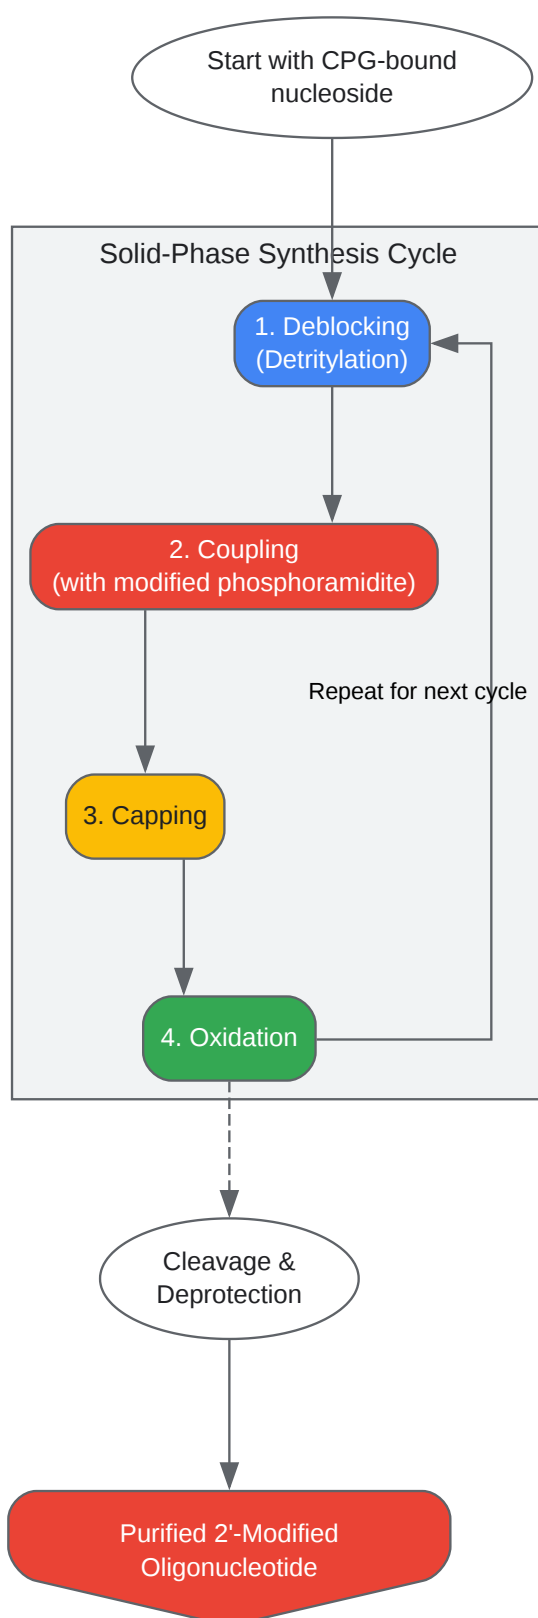 Start with CPG-bound
nucleoside
Solid-Phase Synthesis Cycle
1. Deblocking
(Detritylation)
2. Coupling
(with modified phosphoramidite)
Repeat for next cycle
3. Capping
4. Oxidation
Cleavage &
Deprotection
Purified 2'-Modified
Oligonucleotide